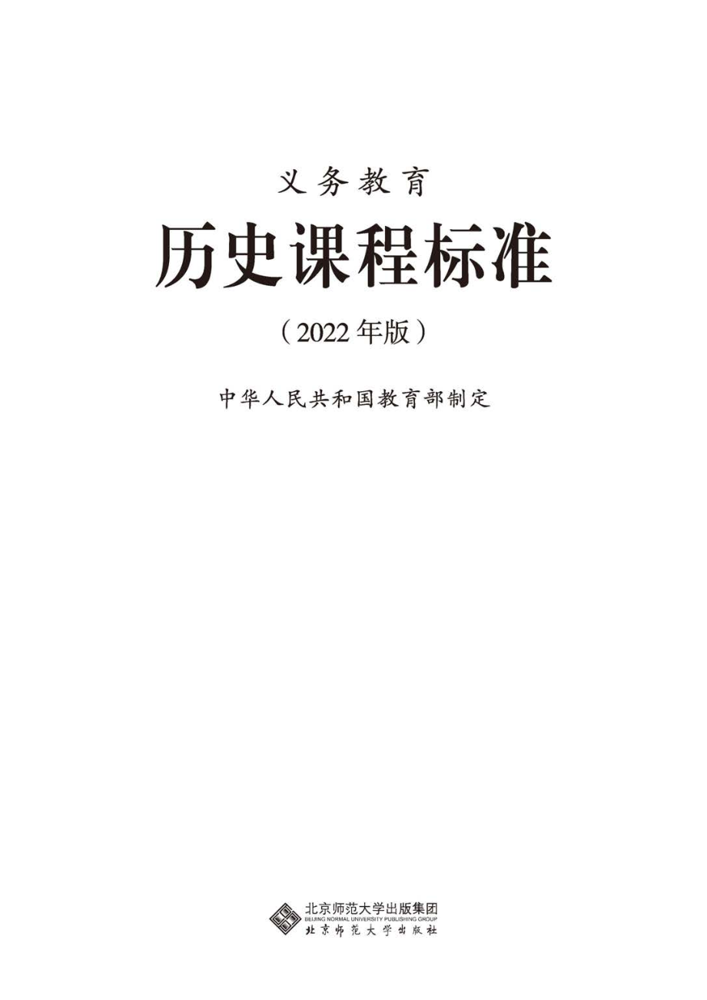 义务教育
历史课程标准
（2022年版）
中华人民共和国教育部制定
北京师范大学出版集团
BEIJING NORMAL UNIVERSITY PUBLISHING GROUP
北京师范大学出版社